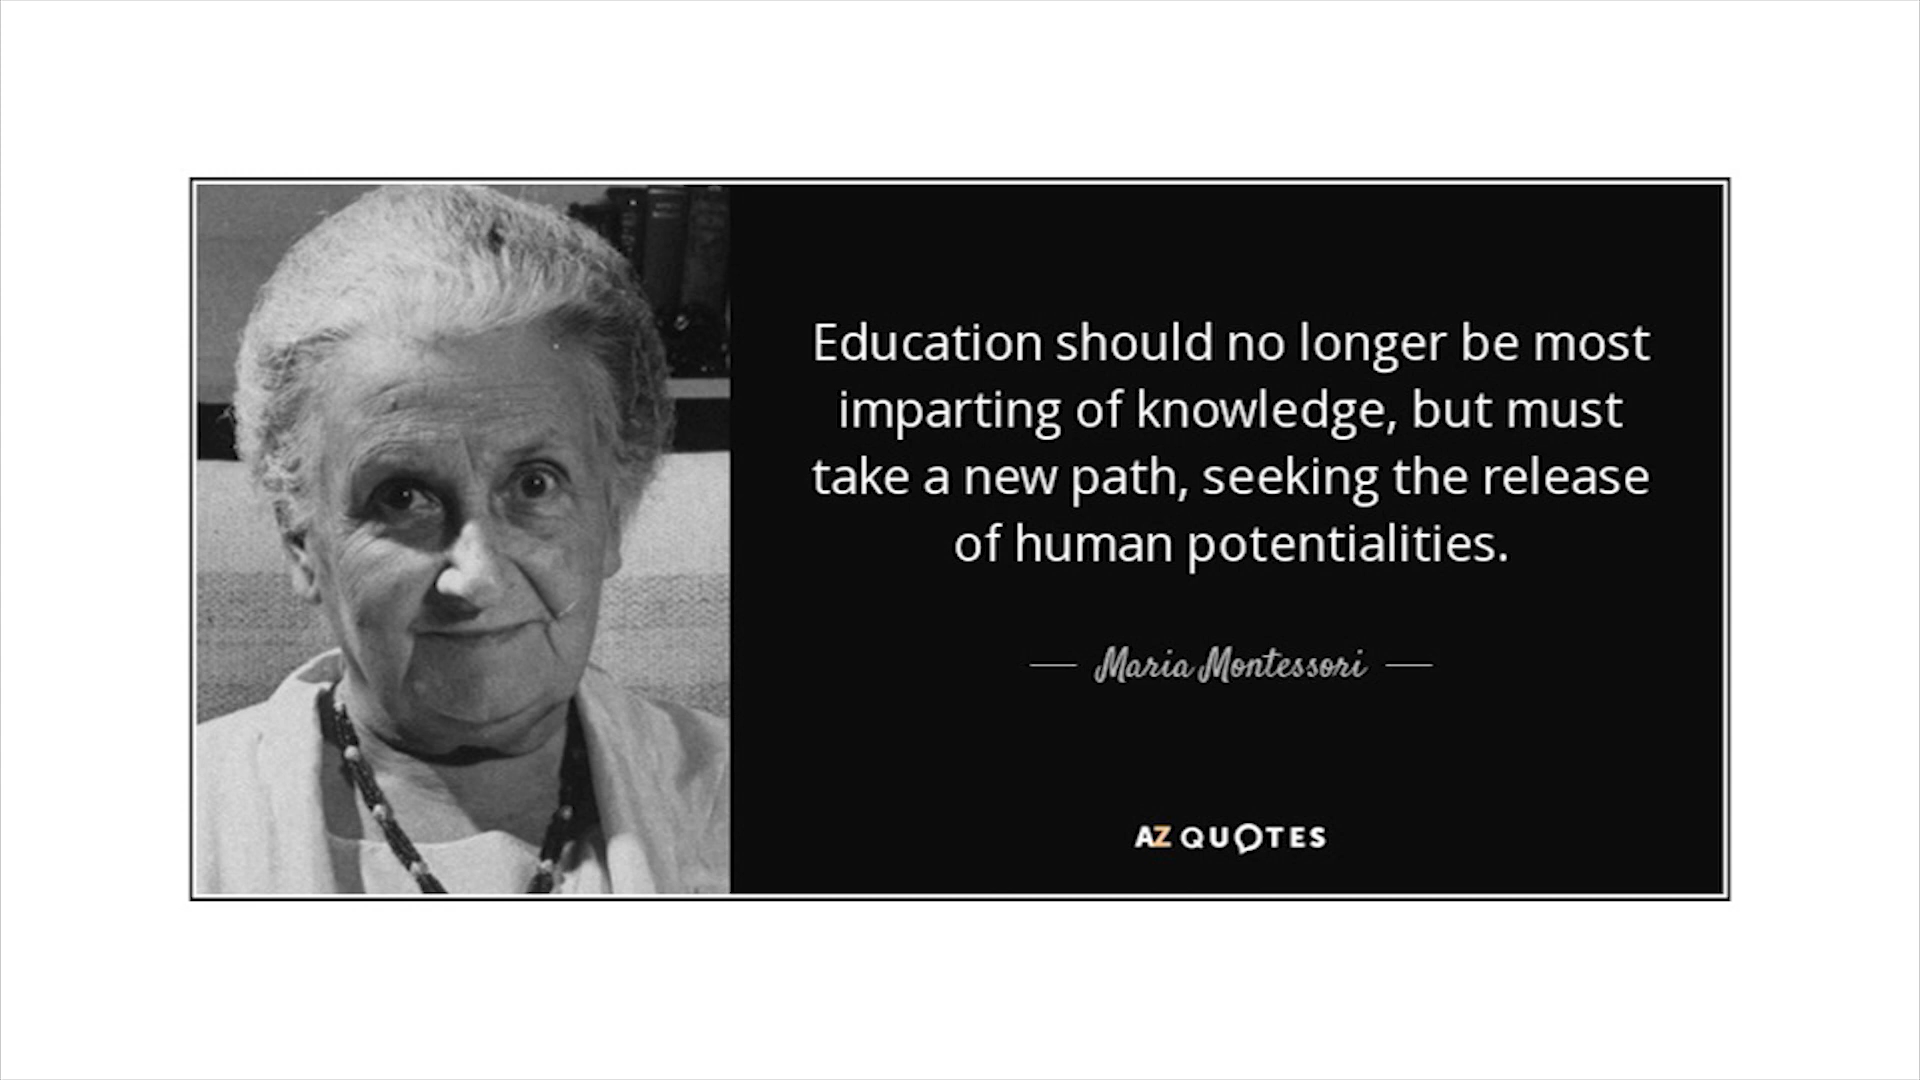 Education should no longer be most
imparting of knowledge, but must
take a new path, seeking the release
of human potentialities.
Maria Montessori
AZ QUOTES